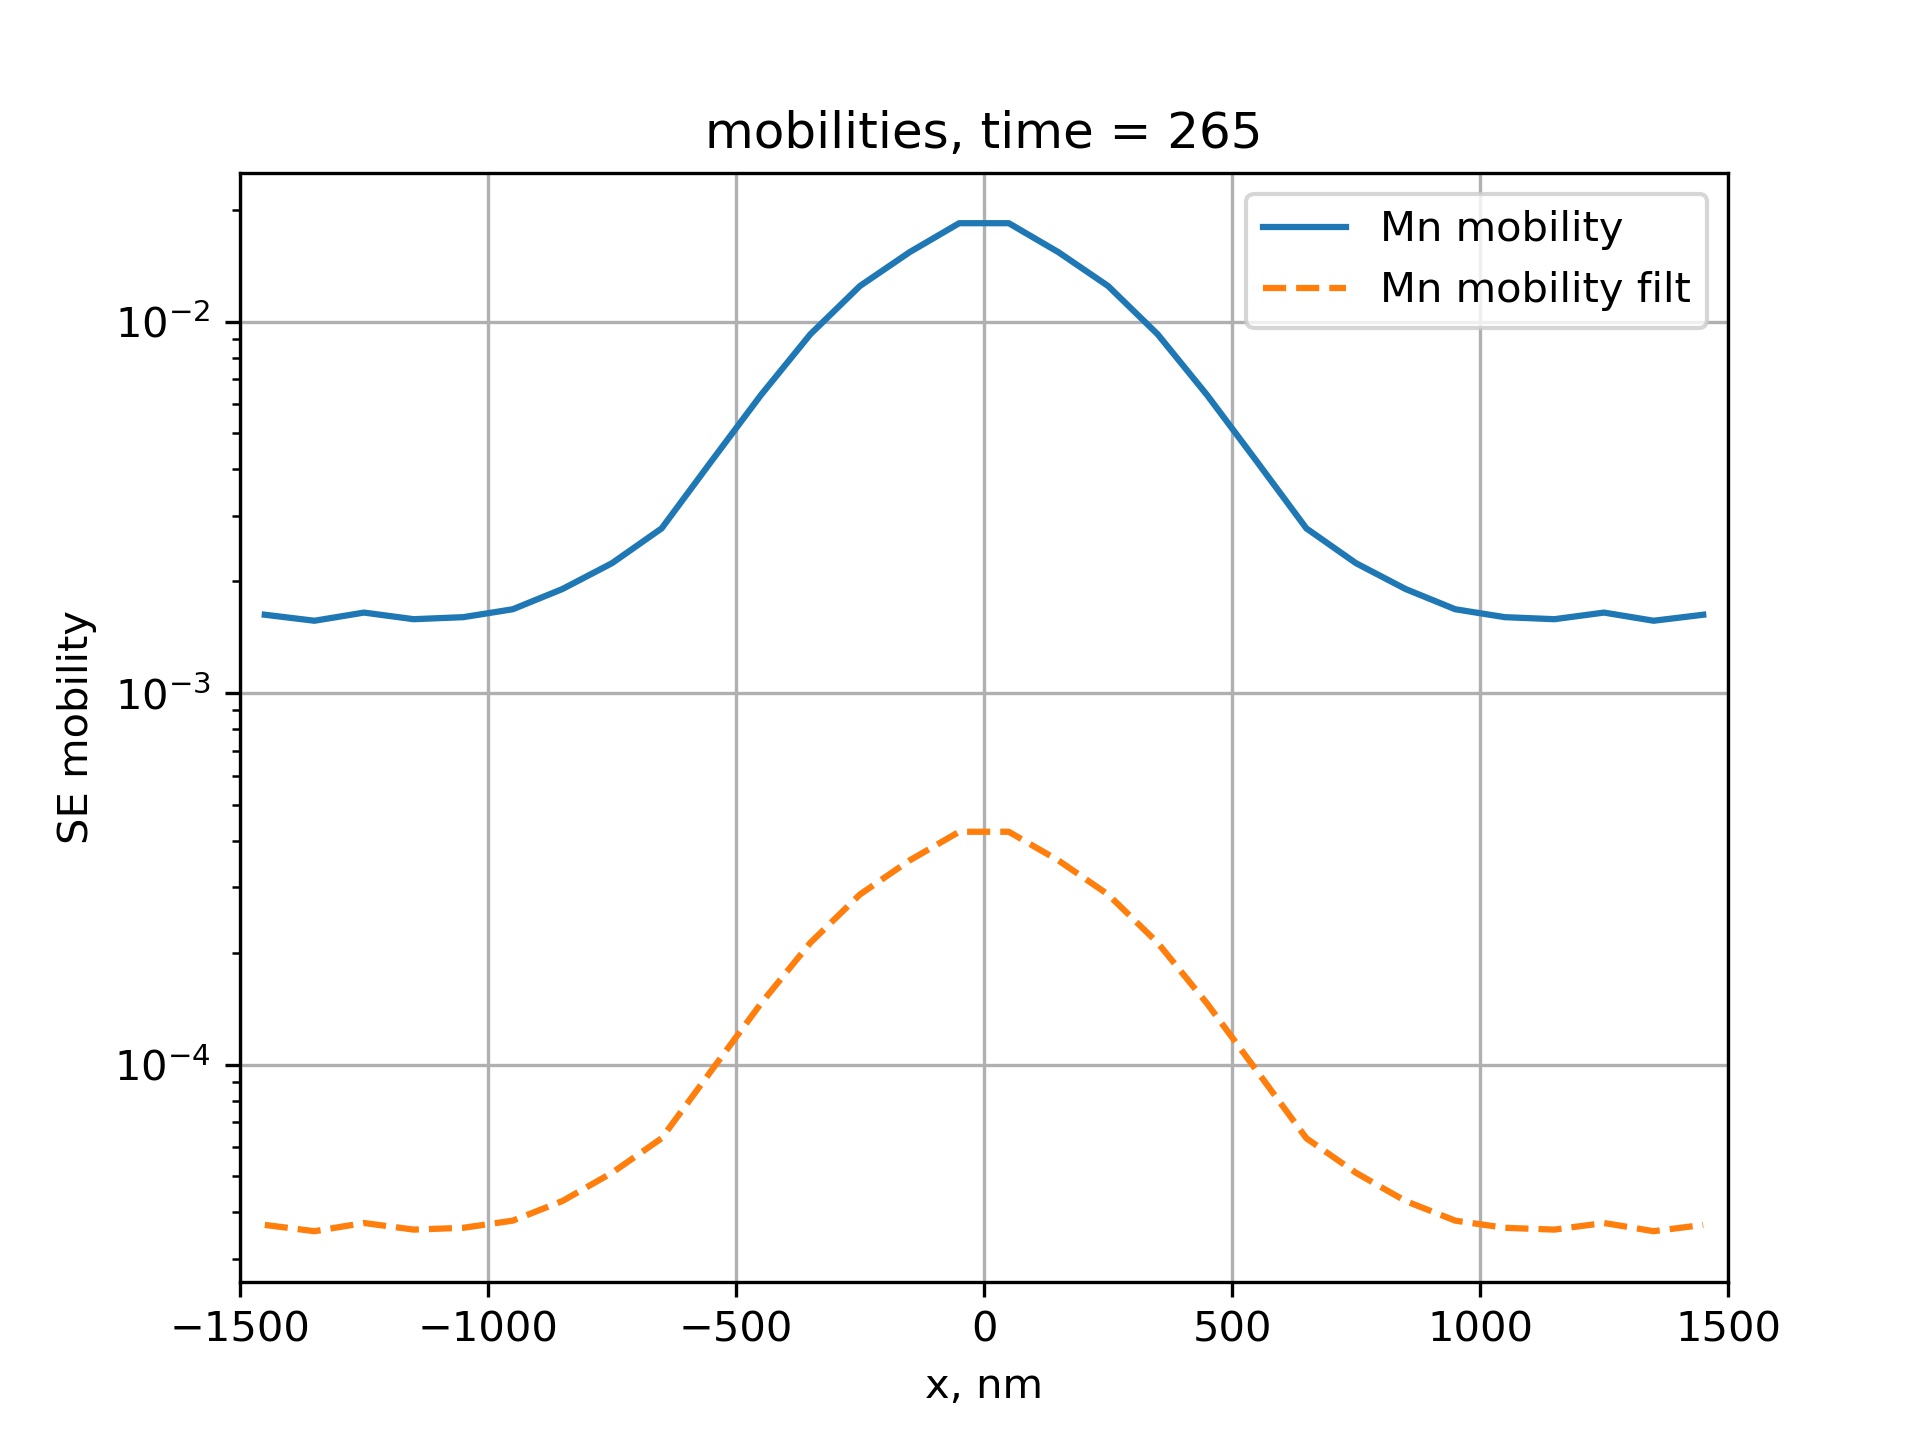 mobilities, time = 265
Mn mobility
Mn mobility filt
10⁻²
10⁻³
10⁻⁴
SE mobility
−1500 −1000 −500 0 500 1000 1500
x, nm